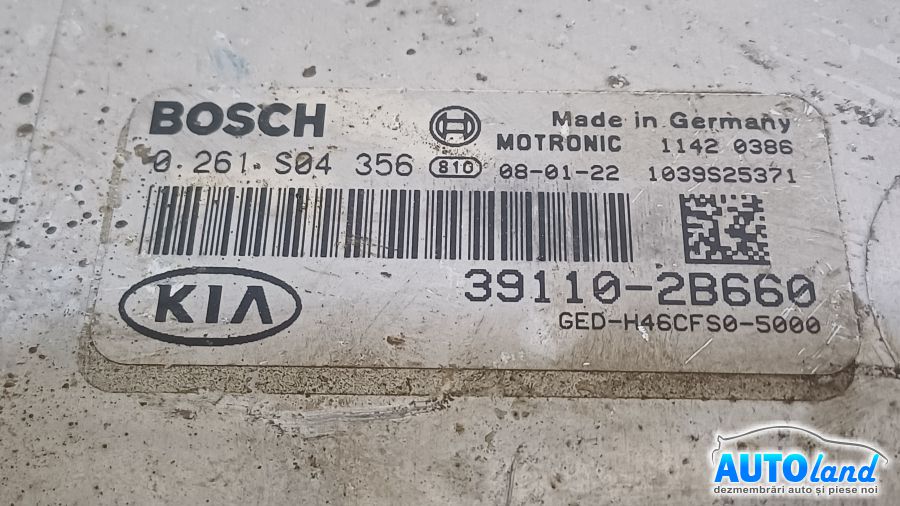 BOSCH
Made in Germany
MOTRONIC 1142 0386
0 261 S04 356 81G 08-01-22 1039S25371
39110-2B660
KIA
GED-H46CFS0-5000
AUTOland
dezmembrări auto și piese noi